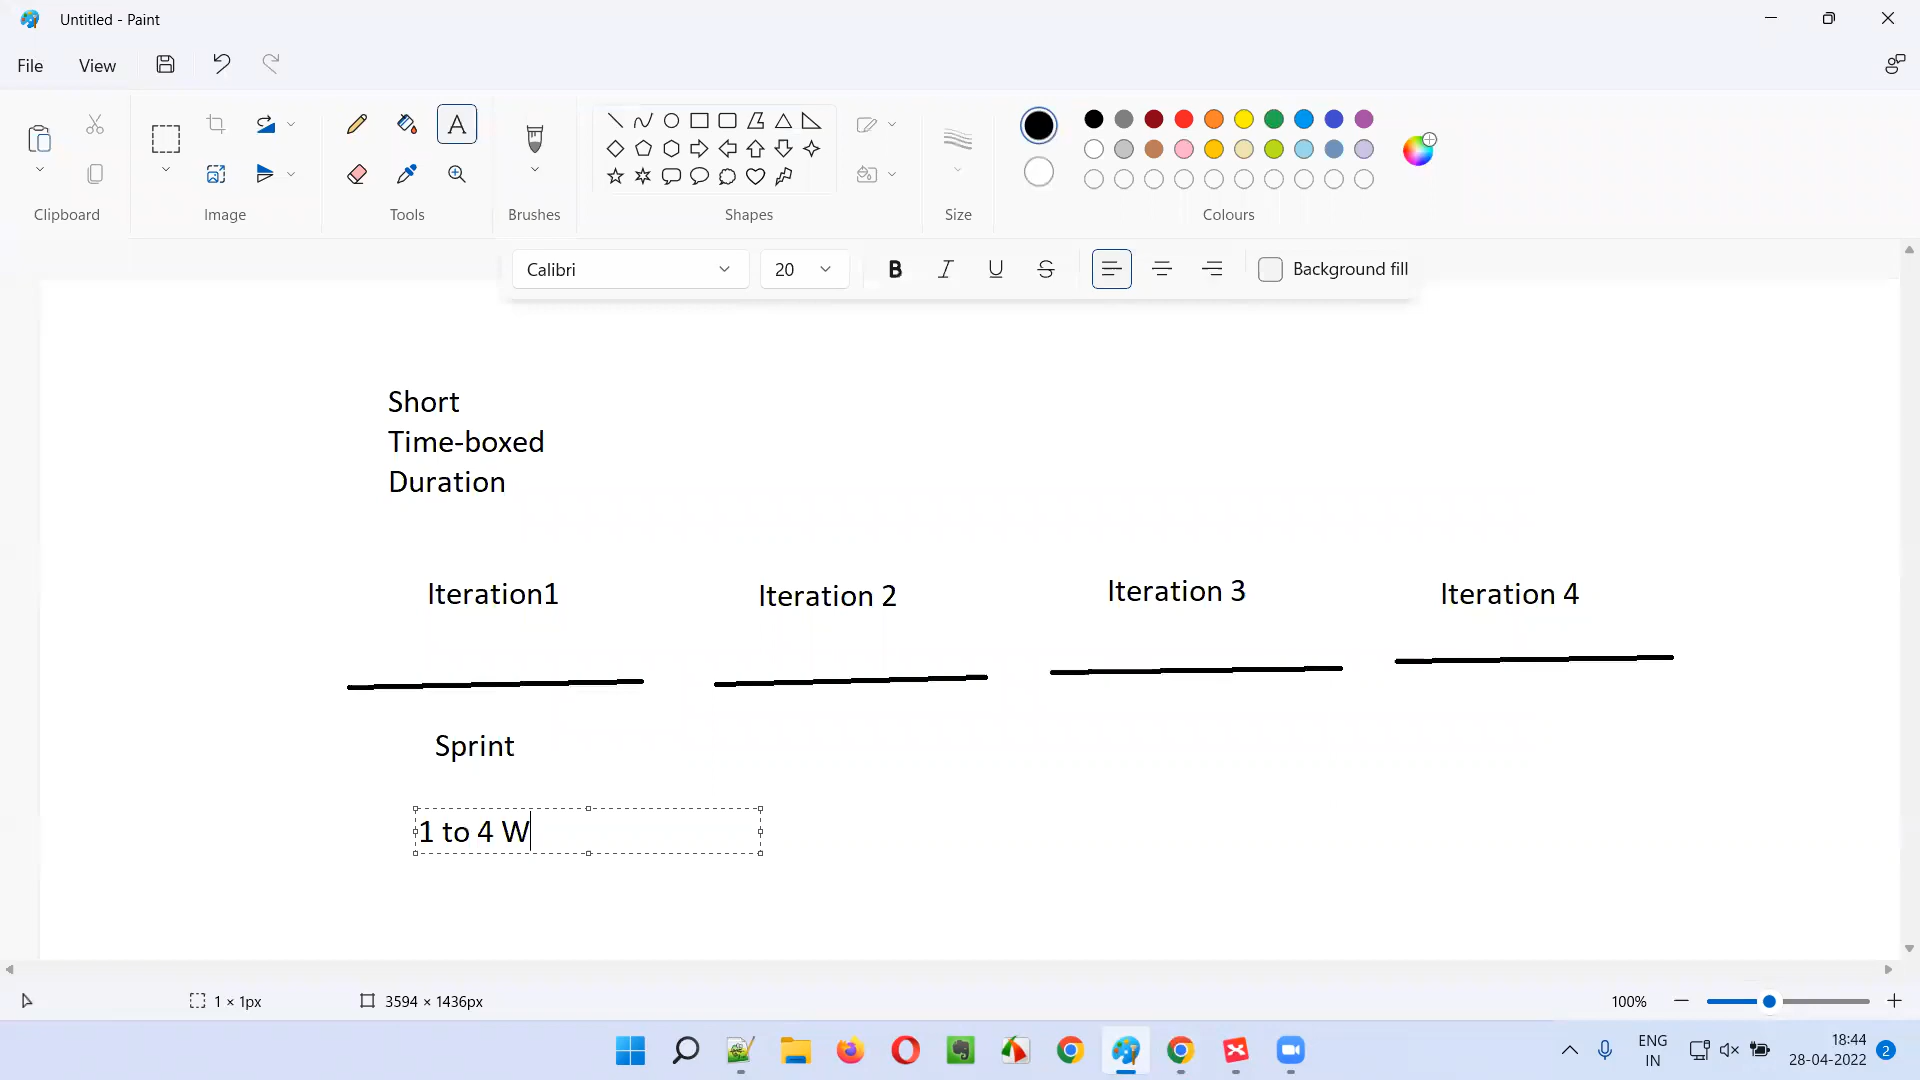 Untitled - Paint
File
View
Clipboard
Image
Tools
Brushes
Shapes
Size
Colours
Calibri
20
B
I
U
S
Background fill
Short
Time-boxed
Duration
Iteration1
Iteration 2
Iteration 3
Iteration 4
Sprint
1 to 4 W
1 × 1px
3594 × 1436px
100%
ENG
IN
18:44
28-04-2022
2